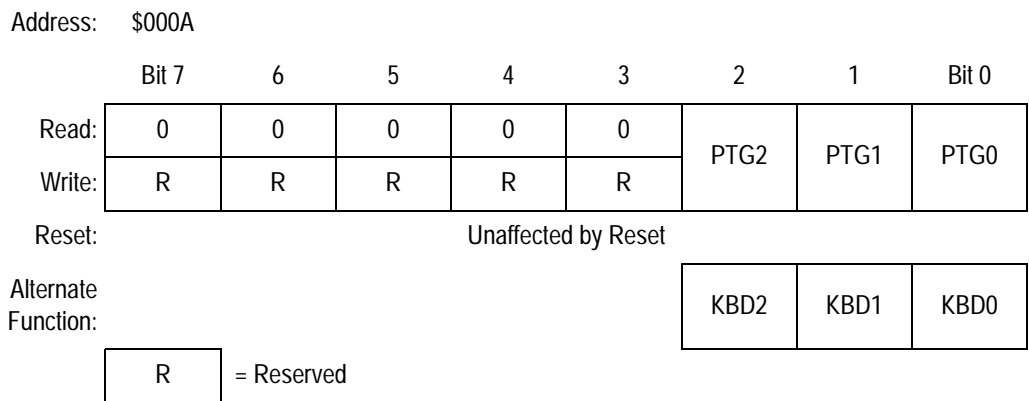 Address: $000A
Bit 7 6 5 4 3 2 1 Bit 0
Read: 0 0 0 0 0 PTG2 PTG1 PTG0
Write: R R R R R
Reset: Unaffected by Reset
Alternate
Function: KBD2 KBD1 KBD0
R = Reserved